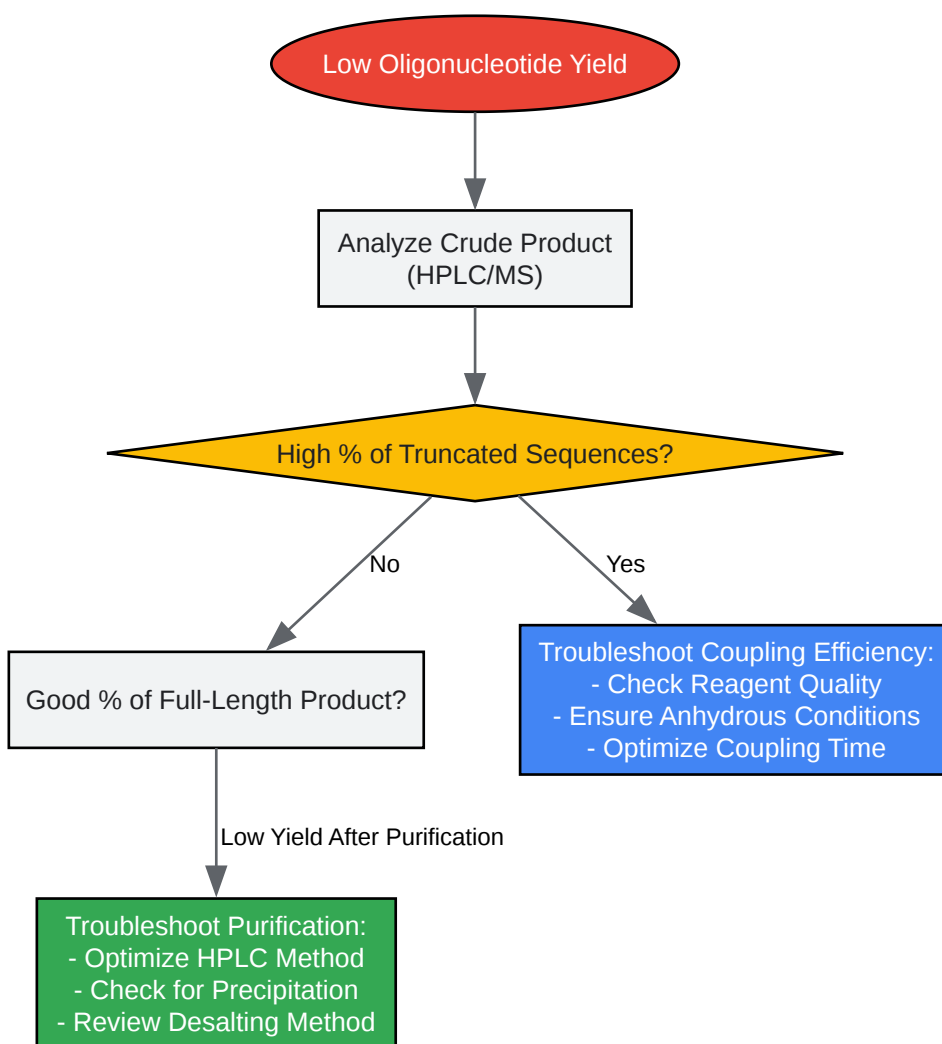 Low Oligonucleotide Yield
Analyze Crude Product
(HPLC/MS)
High % of Truncated Sequences?
No
Yes
Good % of Full-Length Product?
Troubleshoot Coupling Efficiency:
- Check Reagent Quality
- Ensure Anhydrous Conditions
- Optimize Coupling Time
Low Yield After Purification
Troubleshoot Purification:
- Optimize HPLC Method
- Check for Precipitation
- Review Desalting Method